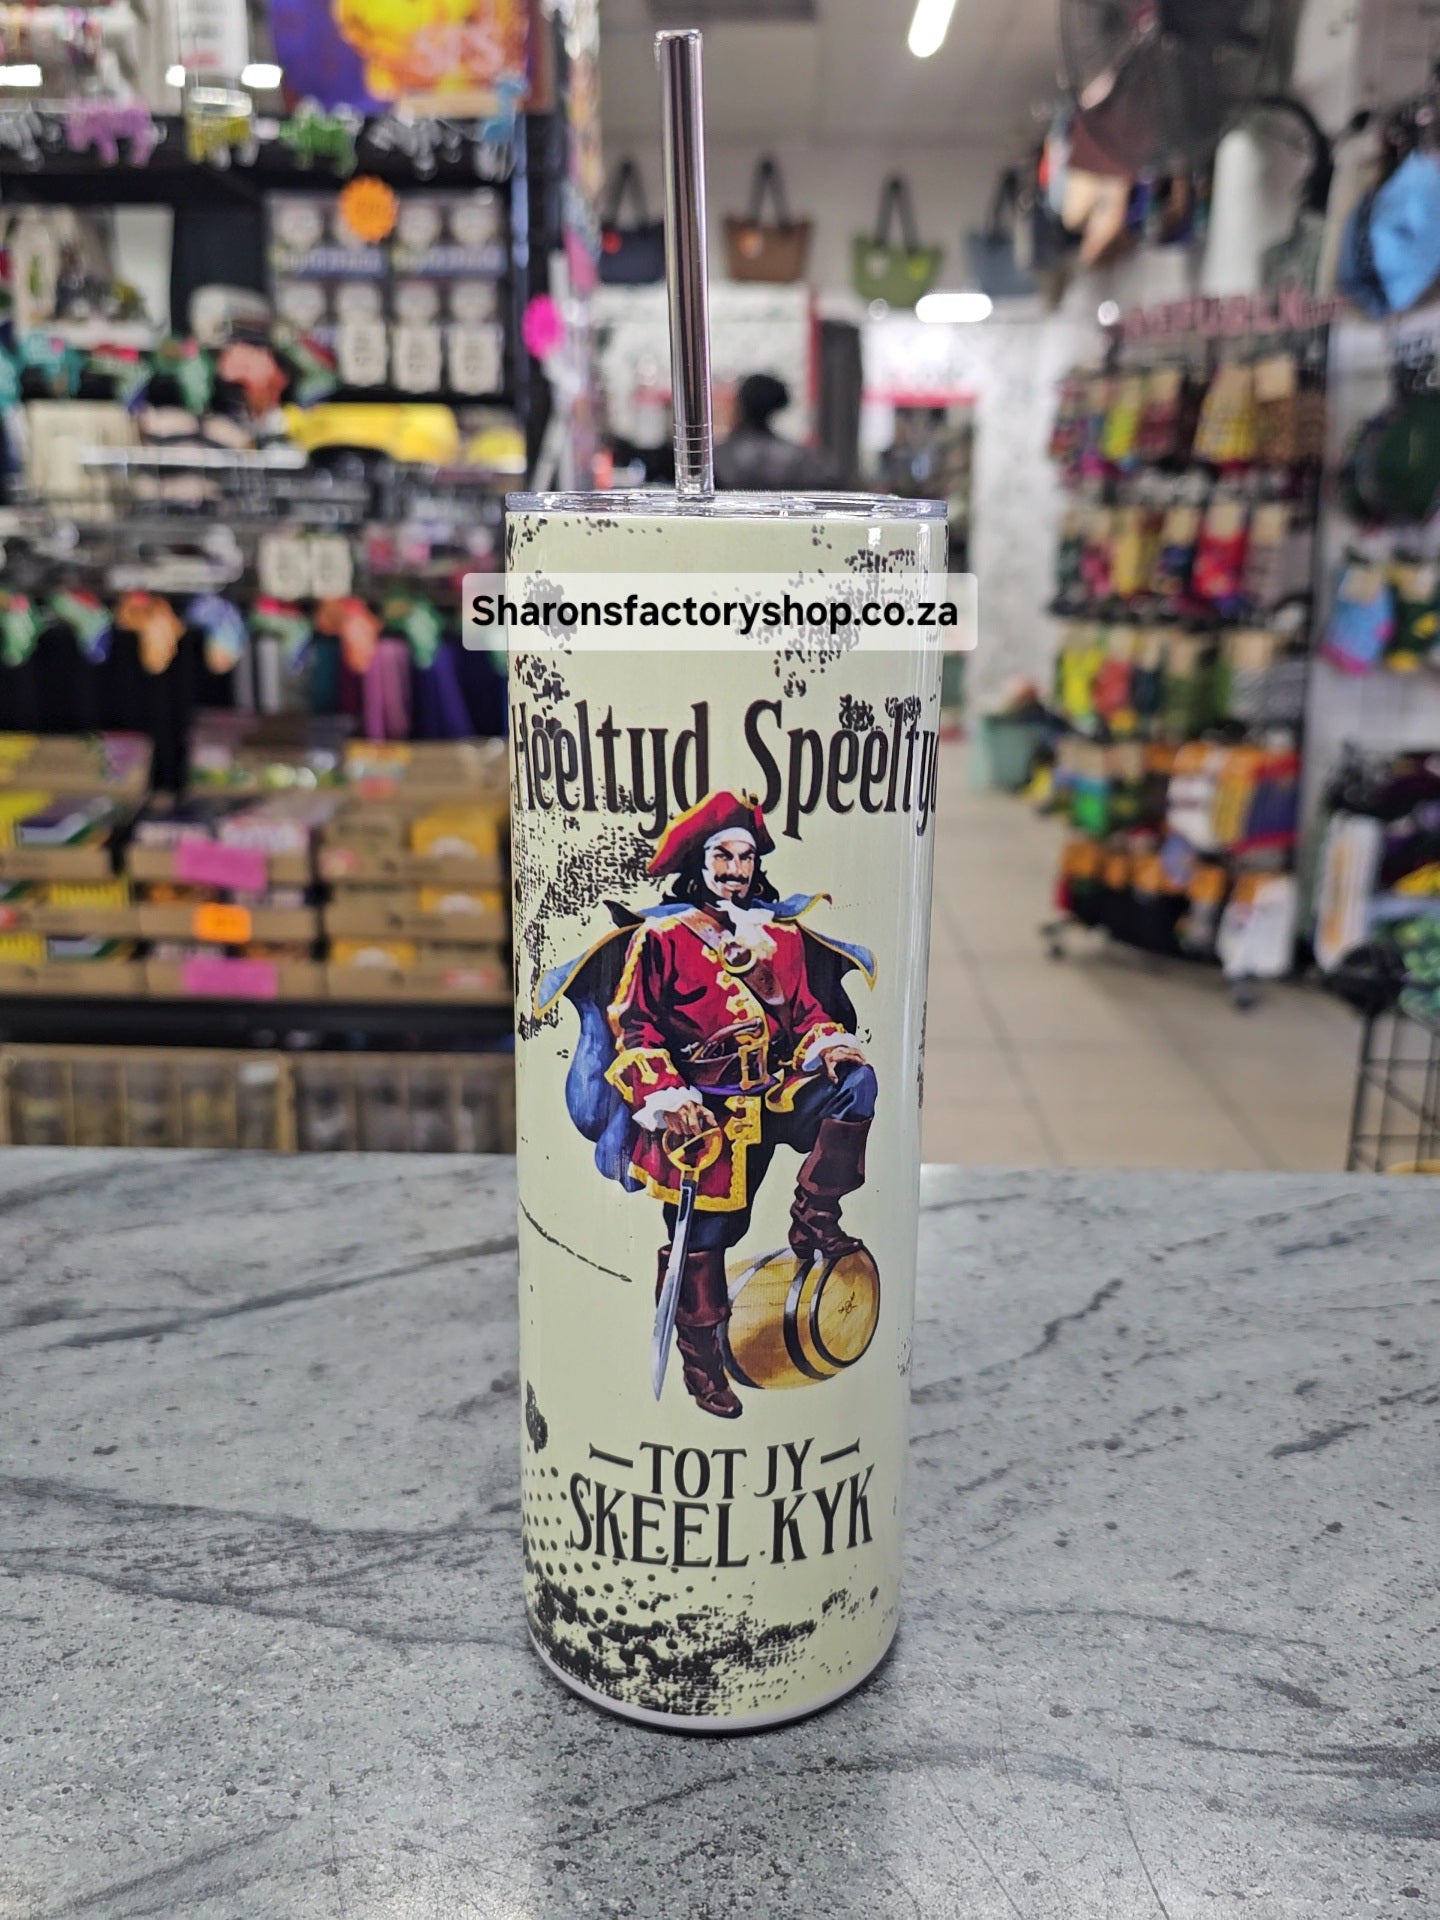 Sharonsfactoryshop.co.za
Heeltyd Speeltyd
TOT JY
SKEEL KYK